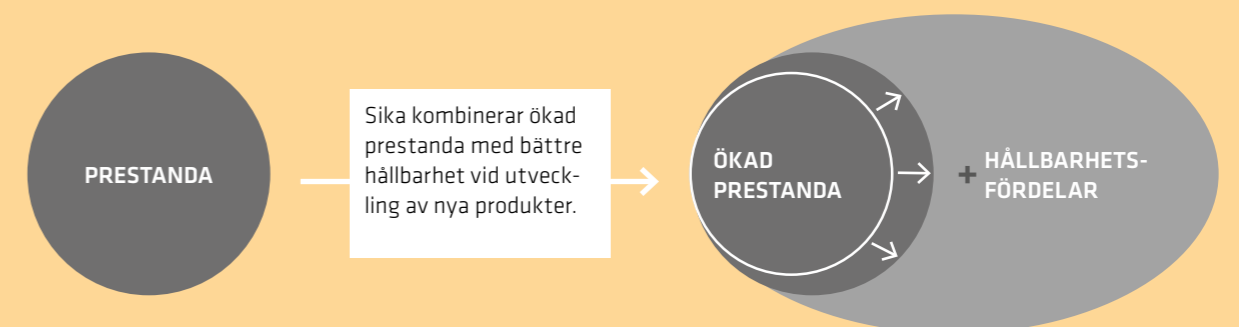 PRESTANDA
Sika kombinerar ökad
prestanda med bättre
hållbarhet vid utveck-
ling av nya produkter.
ÖKAD
PRESTANDA
+ HÅLLBARHETS-
FÖRDELAR